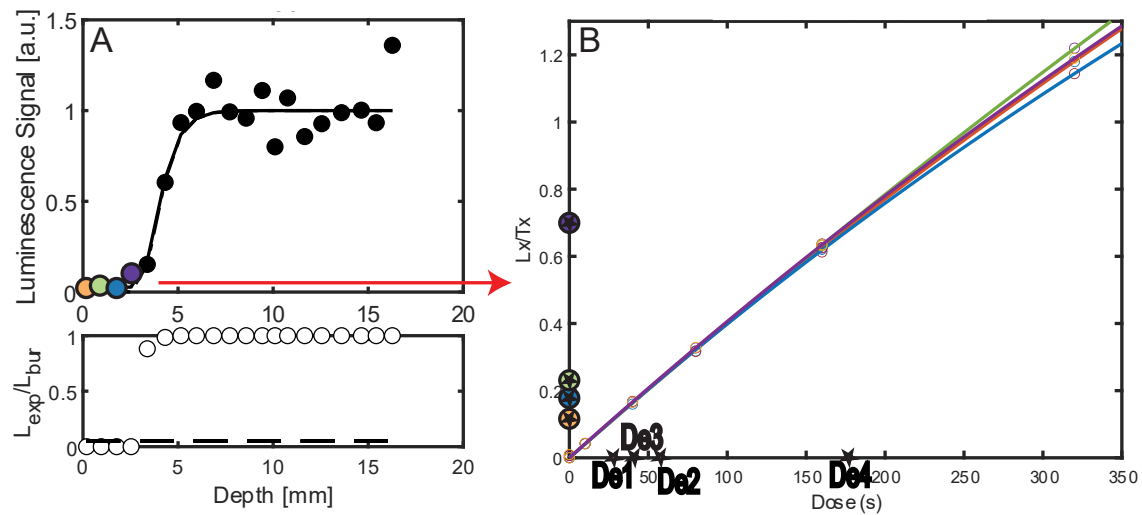 A
Luminescence Signal [a.u.]
1.5
1
0.5
0
0 5 10 15 20
L_exp/L_bur
1
0.5
0
0 5 10 15 20
Depth [mm]
B
Lx/Tx
1.2
1
0.8
0.6
0.4
0.2
0
De3
De1 De2 De4
0 50 100 150 200 250 300 350
Dose (s)